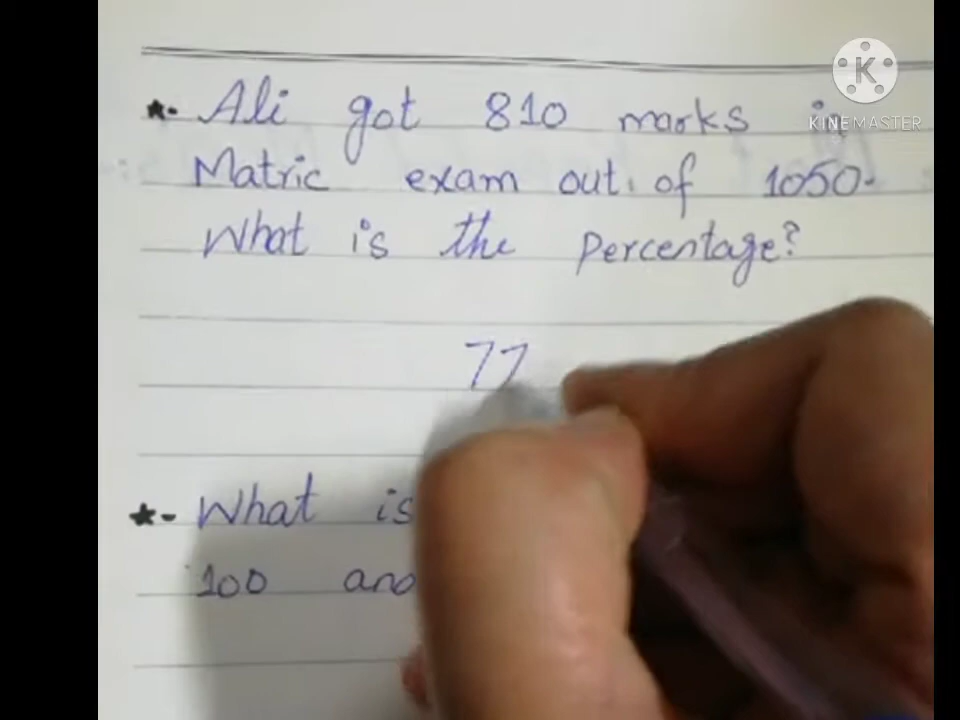 ★- Ali got 810 marks in
Matric exam out of 1050.
What is the percentage?
77
★- What is
100 and
KINEMASTER